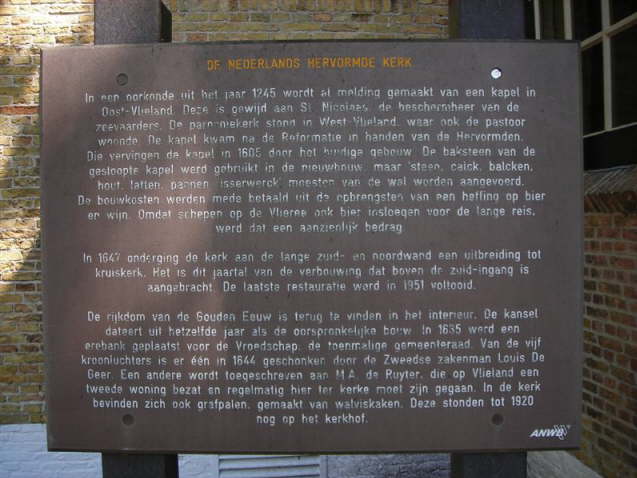 DE NEDERLANDS HERVORMDE KERK
In een oorkonde uit het jaar 1245 wordt al melding gemaakt van een kapel in
Oost-Vlieland. Deze is gewijd aan St. Nicolaas, de beschermheer van de
zeevaarders. De parochiekerk stond in West-Vlieland, waar ook de pastoor
woonde. De kapel kwam na de Reformatie in handen van de Hervormden.
Die vervingen de kapel in 1605 door het huidige gebouw. De baksteen van de
gesloopte kapel werd gebruikt in de nieuwbouw, maar 'steen, calck, balcken,
hout, latten, pannen, isserwerck' moesten van de wal worden aangevoerd.
De bouwkosten werden mede betaald uit de opbrengsten van een heffing op bier
en wijn. Omdat schepen op de Vlieree ook bier insloegen voor de lange reis,
werd dat een aanzienlijk bedrag.
In 1647 onderging de kerk aan de lange zuid- en noordwand een uitbreiding tot
kruiskerk. Het is dit jaartal van de verbouwing dat boven de zuid-ingang is
aangebracht. De laatste restauratie werd in 1951 voltooid.
De rijkdom van de Gouden Eeuw is terug te vinden in het interieur. De kansel
dateert uit hetzelfde jaar als de oorspronkelijke bouw. In 1635 werd een
erebank geplaatst voor de Vroedschap, de toenmalige gemeenteraad. Van de vijf
kroonluchters is er één in 1644 geschonken door de Zweedse zakenman Louis De
Geer. Een andere wordt toegeschreven aan M.A. de Ruyter, die op Vlieland een
tweede woning bezat en regelmatig hier ter kerke moet zijn gegaan. In de kerk
bevinden zich ook grafpalen, gemaakt van walviskaken. Deze stonden tot 1920
nog op het kerkhof.
ANWB